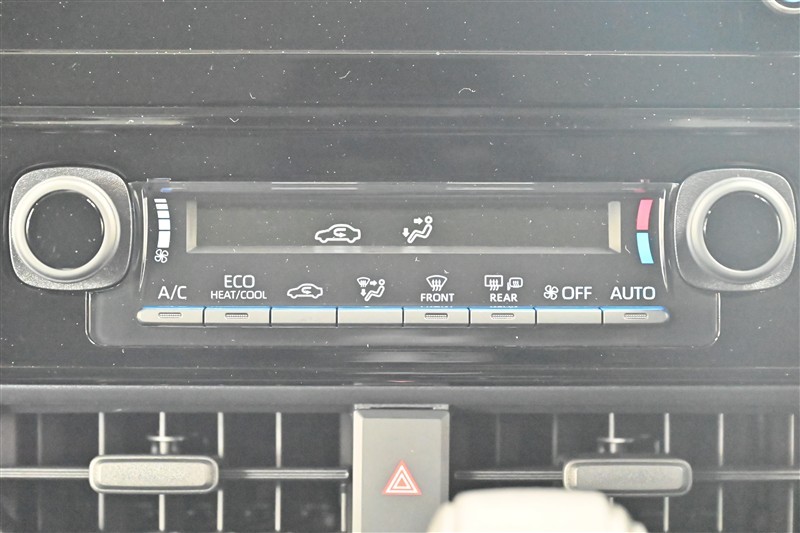 A/C
ECO
HEAT/COOL
FRONT
REAR
OFF
AUTO